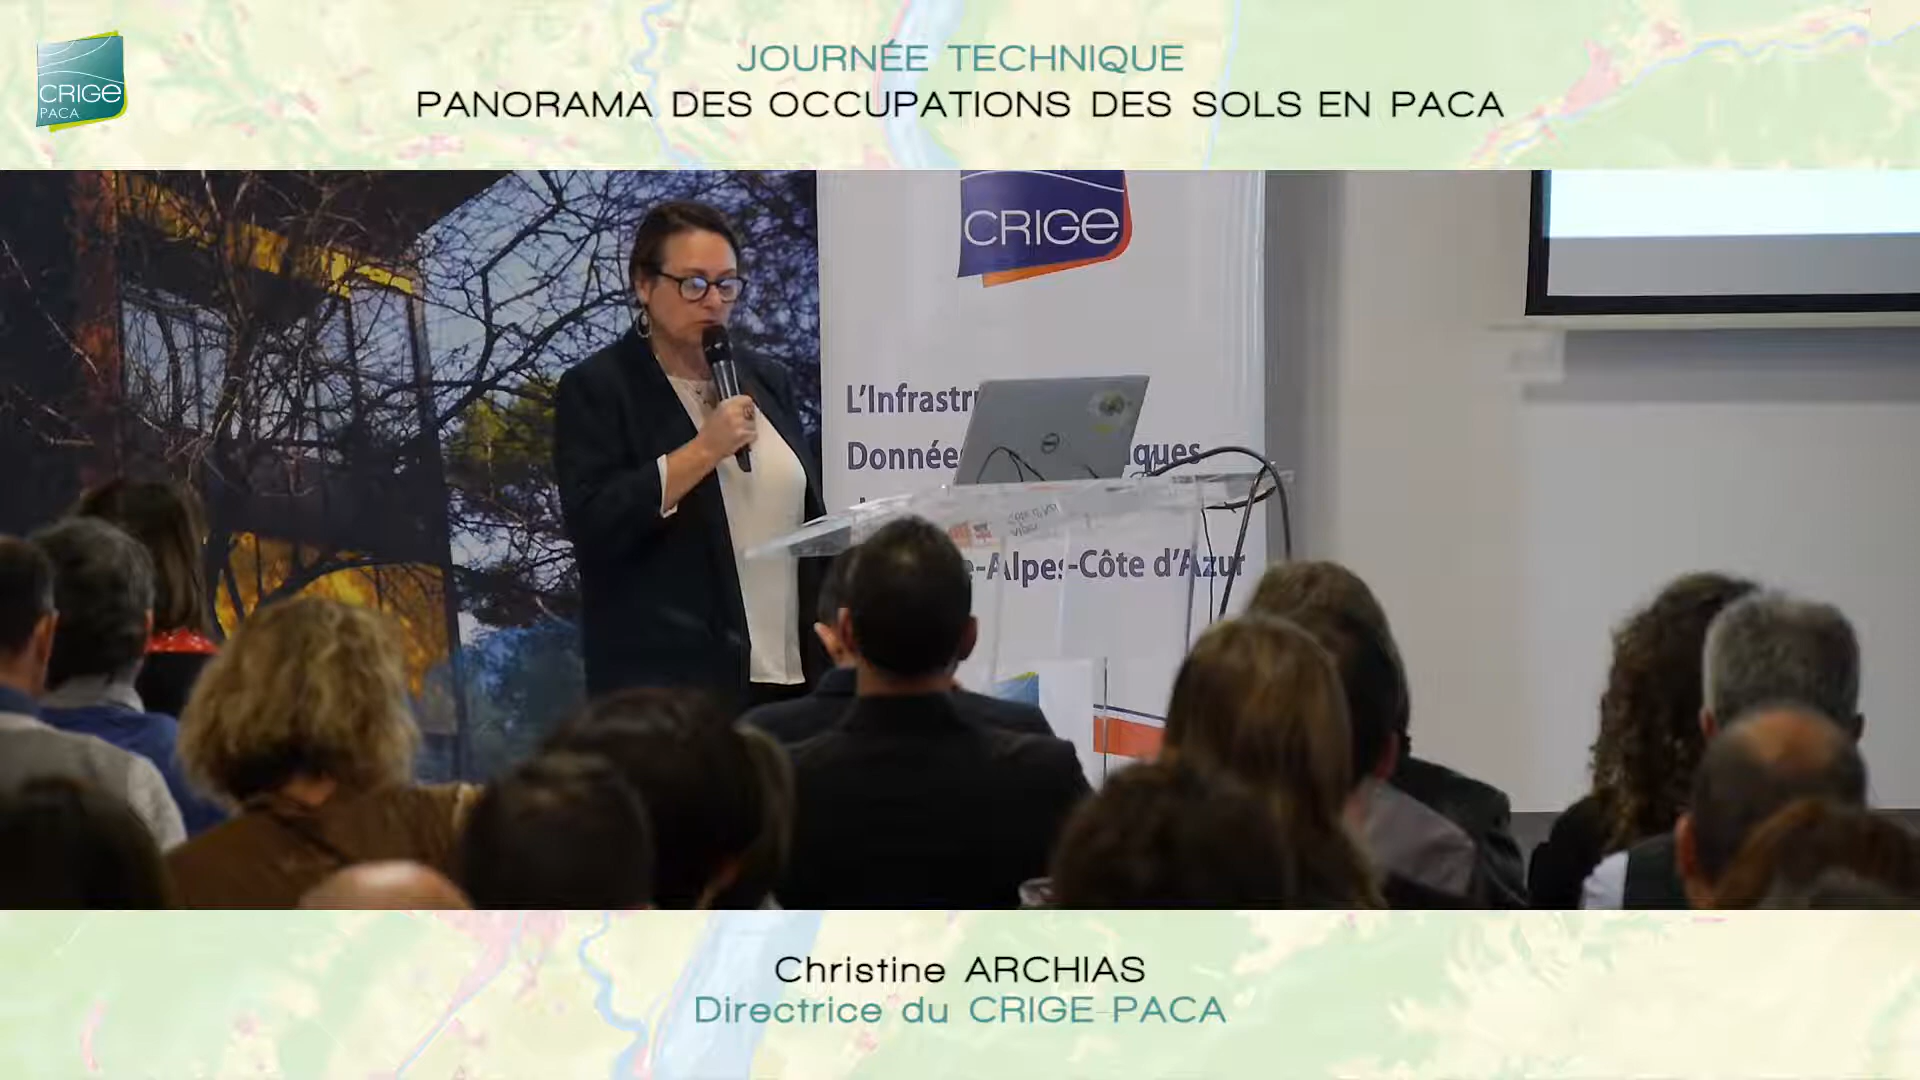 JOURNÉE TECHNIQUE
PANORAMA DES OCCUPATIONS DES SOLS EN PACA
CRIGE
PACA
CRIGE
L'Infrastr
Donnée ques
-Alpes-Côte d'Azur
DELL
Christine ARCHIAS
Directrice du CRIGE-PACA